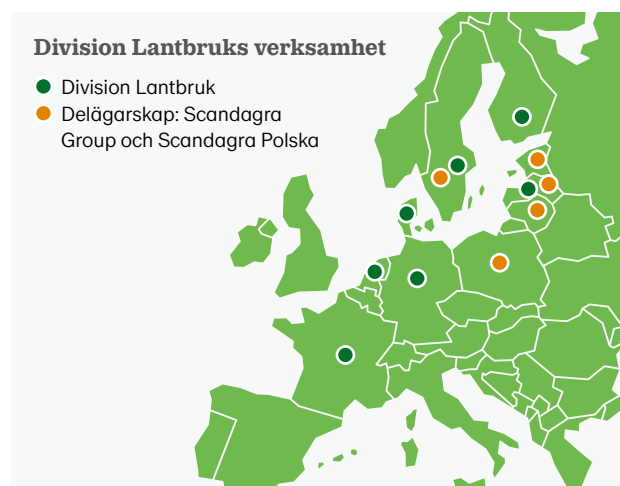 Division Lantbruks verksamhet
Division Lantbruk
Delägarskap: Scandagra
Group och Scandagra Polska